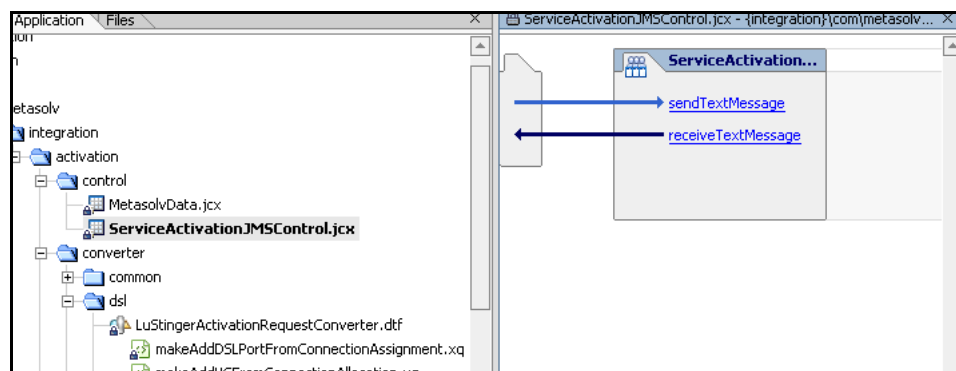 Application Files
ServiceActivationJMSControl.jcx - {integration}\com\metasolv...
etasolv
integration
activation
control
MetasolvData.jcx
ServiceActivationJMSControl.jcx
converter
common
dsl
LuStingerActivationRequestConverter.dtf
makeAddDSLPortFromConnectionAssignment.xq
ServiceActivation...
sendTextMessage
receiveTextMessage